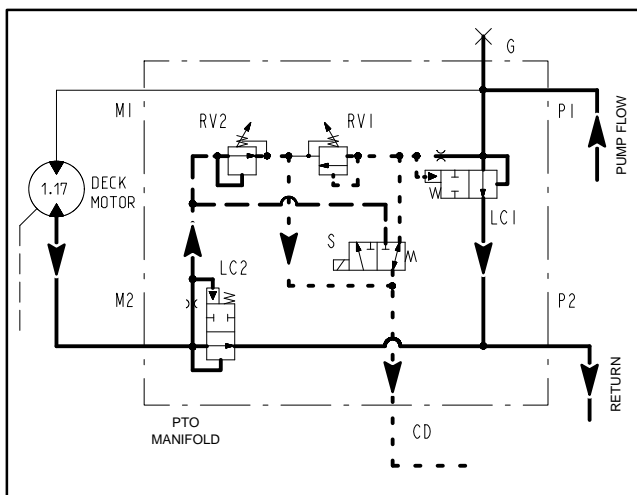 G
M1
P1
RV2
RV1
PUMP FLOW
1.17
DECK
MOTOR
LC1
S
LC2
M2
P2
RETURN
PTO
MANIFOLD
CD